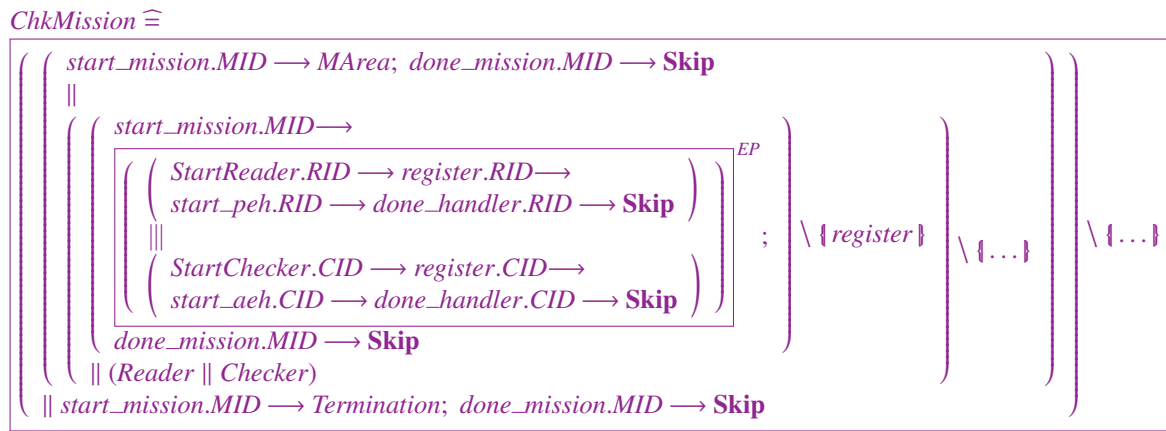 ChkMission ≙
start_mission.MID ⟶ MArea; done_mission.MID ⟶ Skip
||
start_mission.MID⟶
StartReader.RID ⟶ register.RID⟶
start_peh.RID ⟶ done_handler.RID ⟶ Skip
|||
StartChecker.CID ⟶ register.CID⟶
start_aeh.CID ⟶ done_handler.CID ⟶ Skip
EP ; \ {| register |} \ {| ... |} \ {| ... |}
done_mission.MID ⟶ Skip
|| (Reader || Checker)
|| start_mission.MID ⟶ Termination; done_mission.MID ⟶ Skip